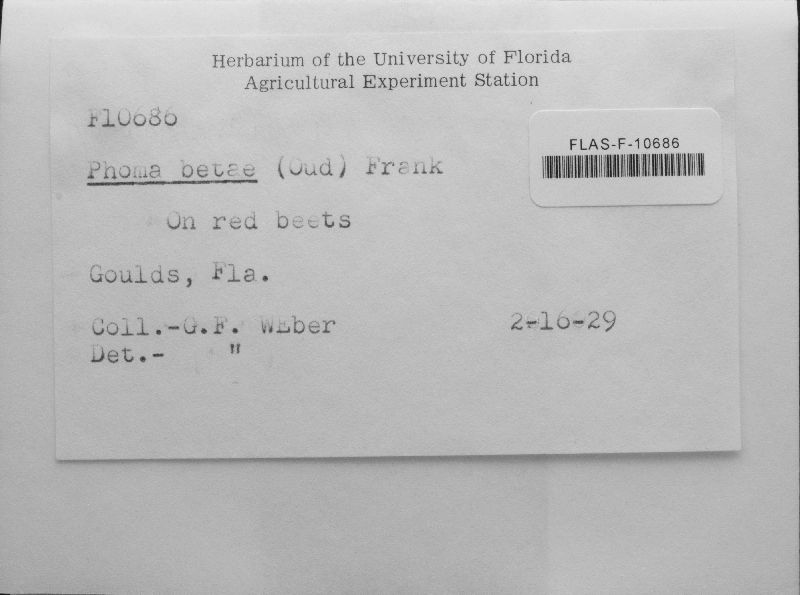 Herbarium of the University of Florida
Agricultural Experiment Station
F10686
FLAS-F-10686
Phoma betae (Oud) Frank
On red beets
Goulds, Fla.
Coll.-G.F. WEber 2-16-29
Det.- "